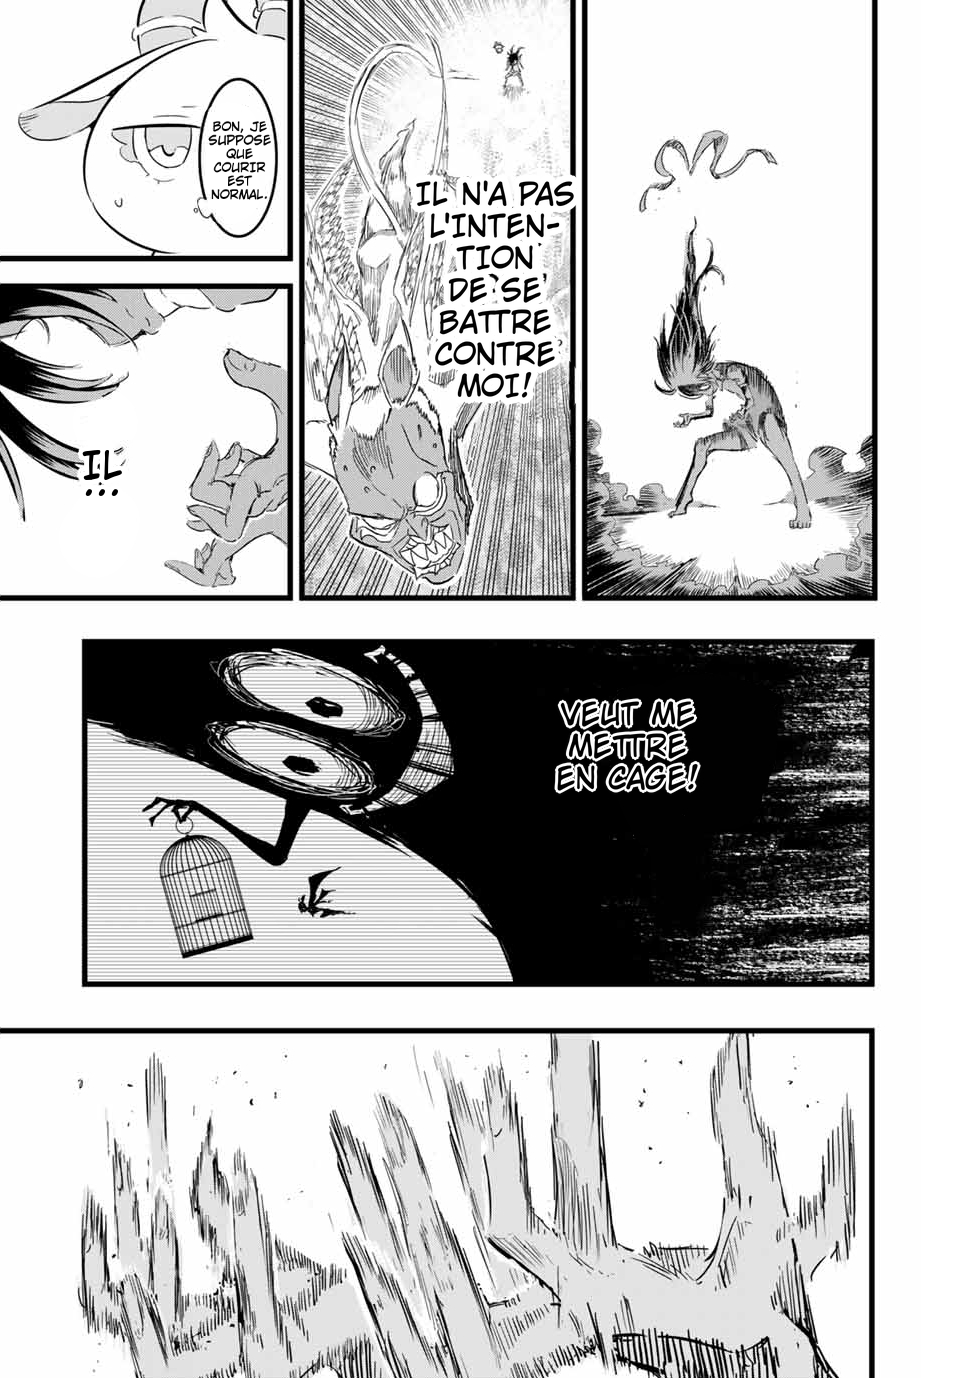 IL N'A PAS
L'INTEN-
TION
DE SE
BATTRE
CONTRE
MOI!
BON, JE
SUPPOSE
QUE
COURIR
EST
NORMAL.
IL
...
VEUT ME
METTRE
EN CAGE!